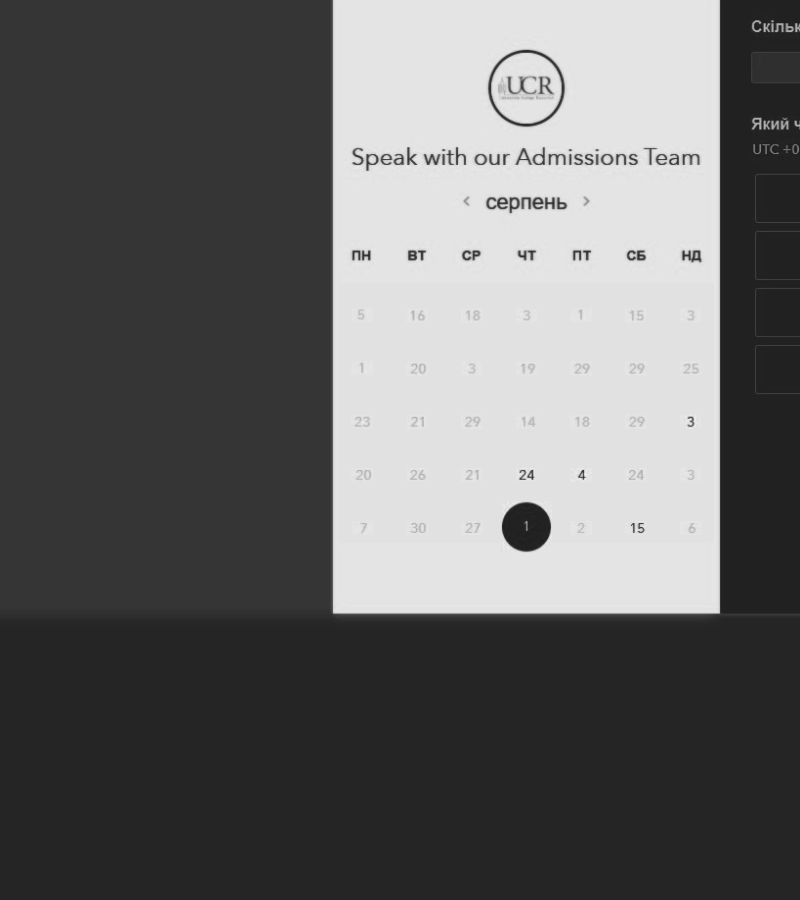 UCR
Speak with our Admissions Team
< серпень >
ПН ВТ СР ЧТ ПТ СБ НД
5 16 18 3 1 15 3
1 20 3 19 29 29 25
23 21 29 14 18 29 3
20 26 21 24 4 24 3
7 30 27 1 2 15 6
Скільк
Який ч
UTC +0